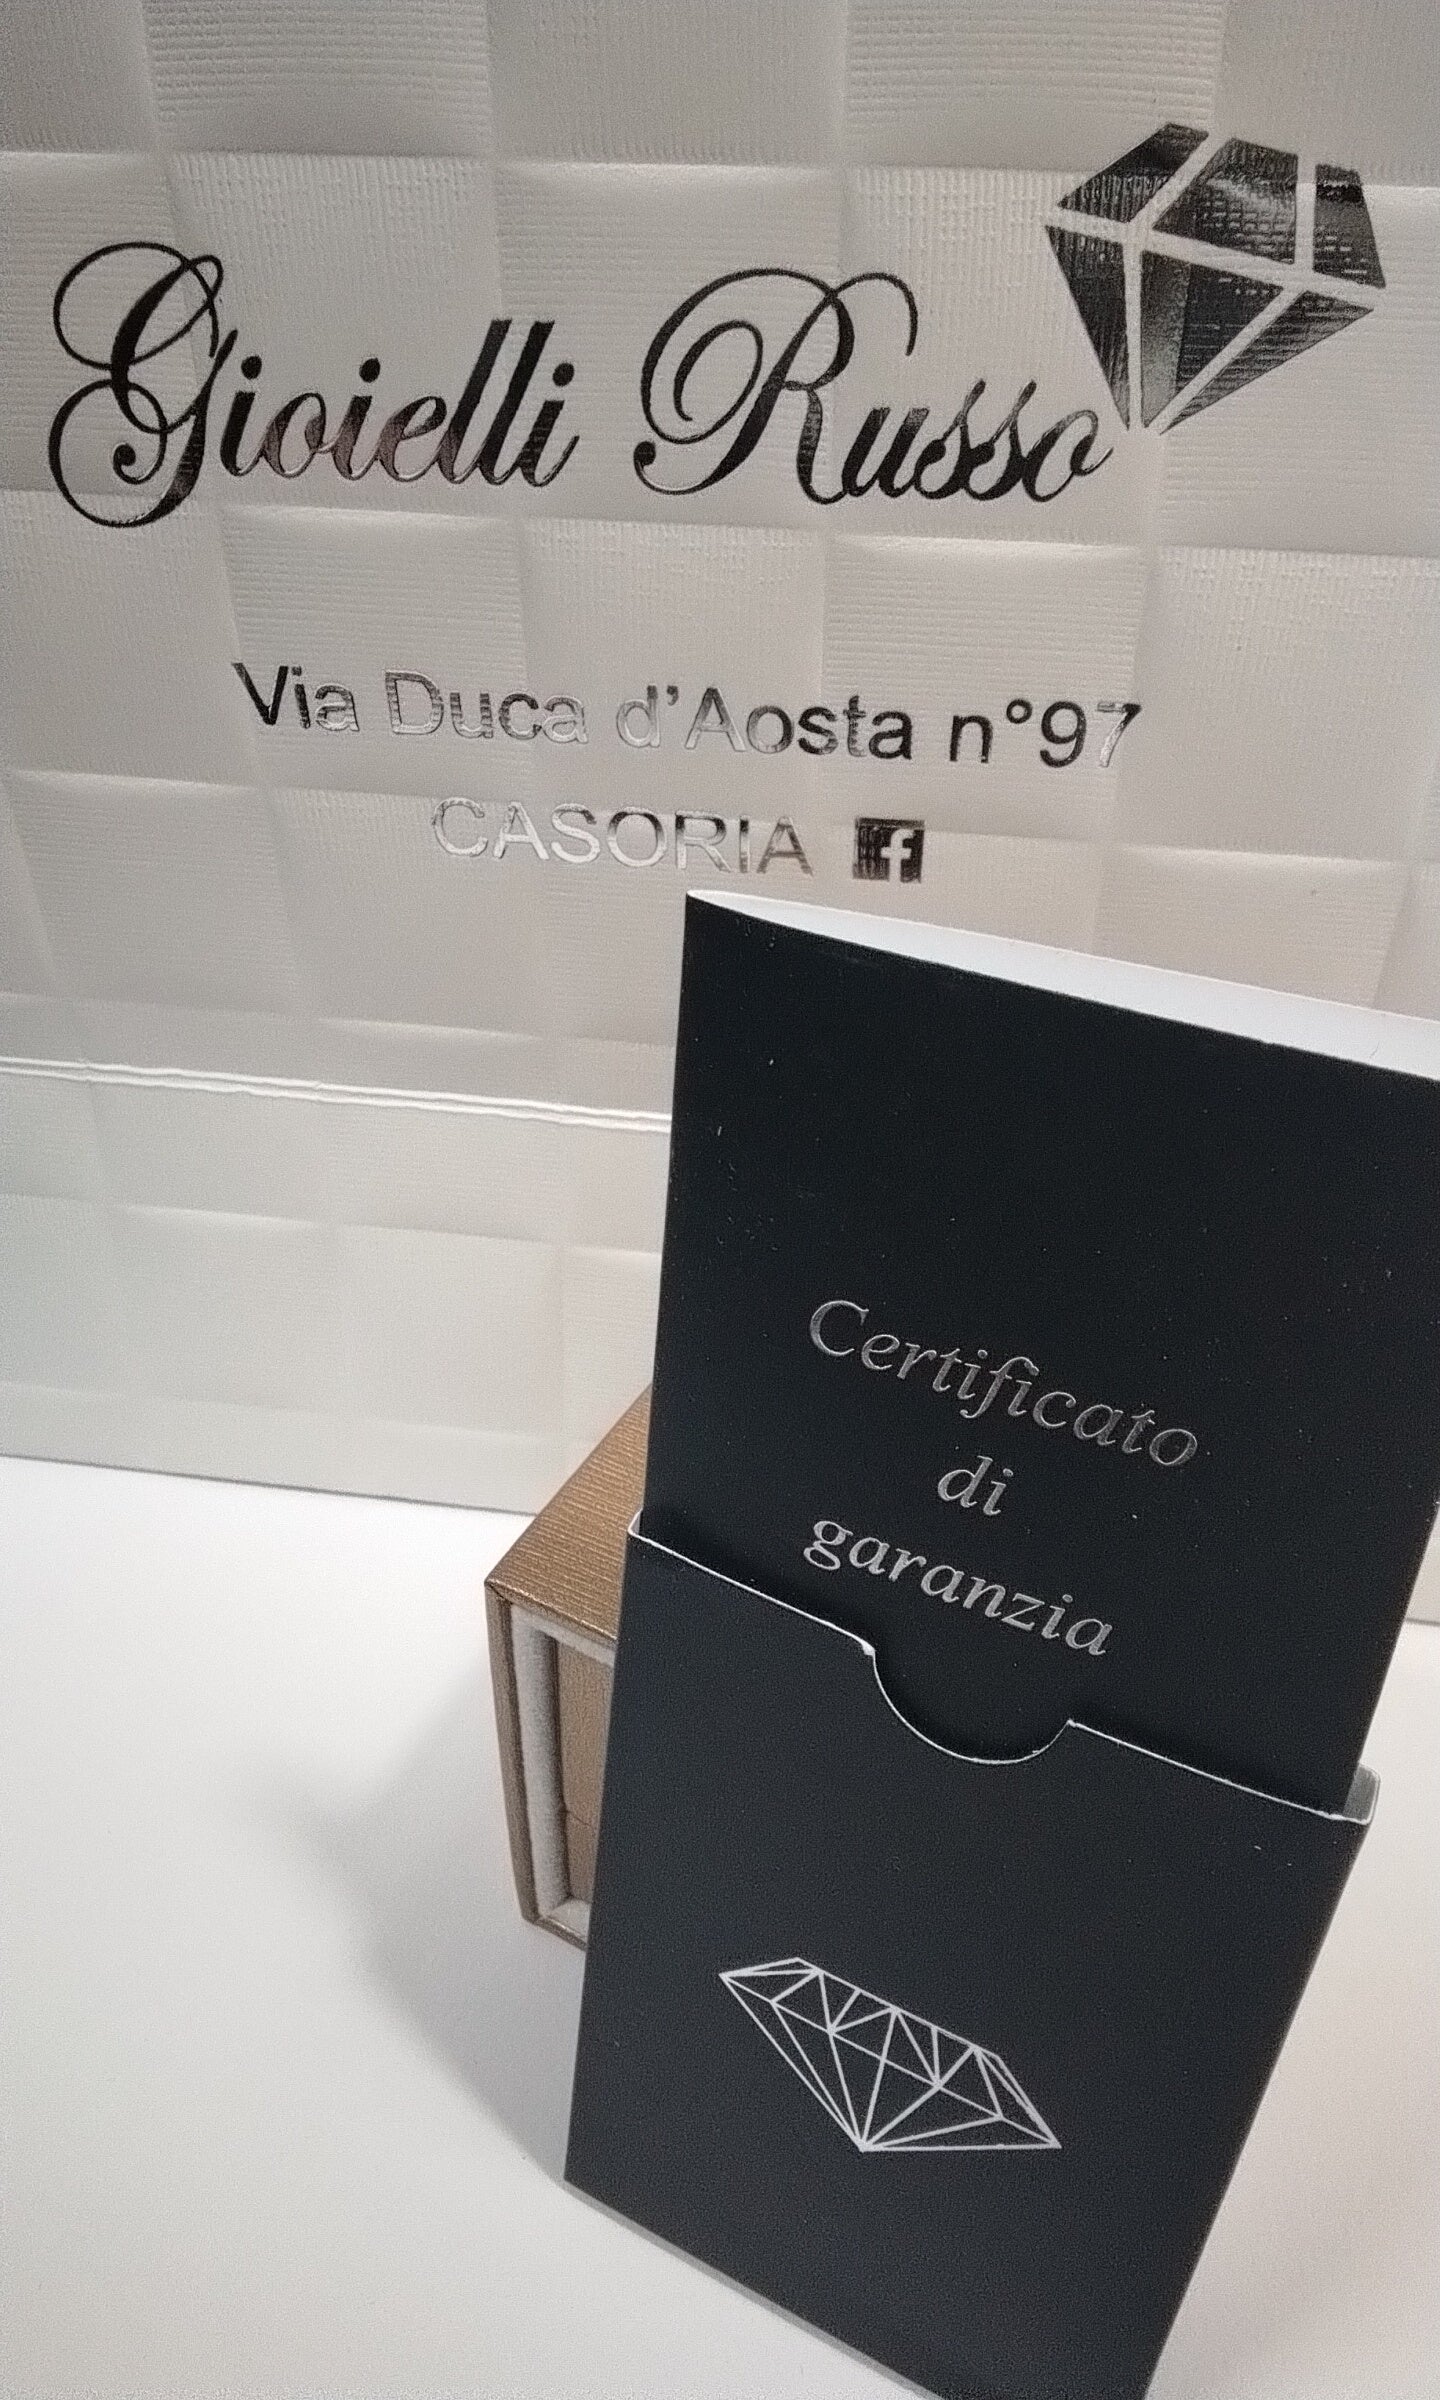 Gioielli Russo
Via Duca d'Aosta n°97
CASORIA f
Certificato
di
garanzia